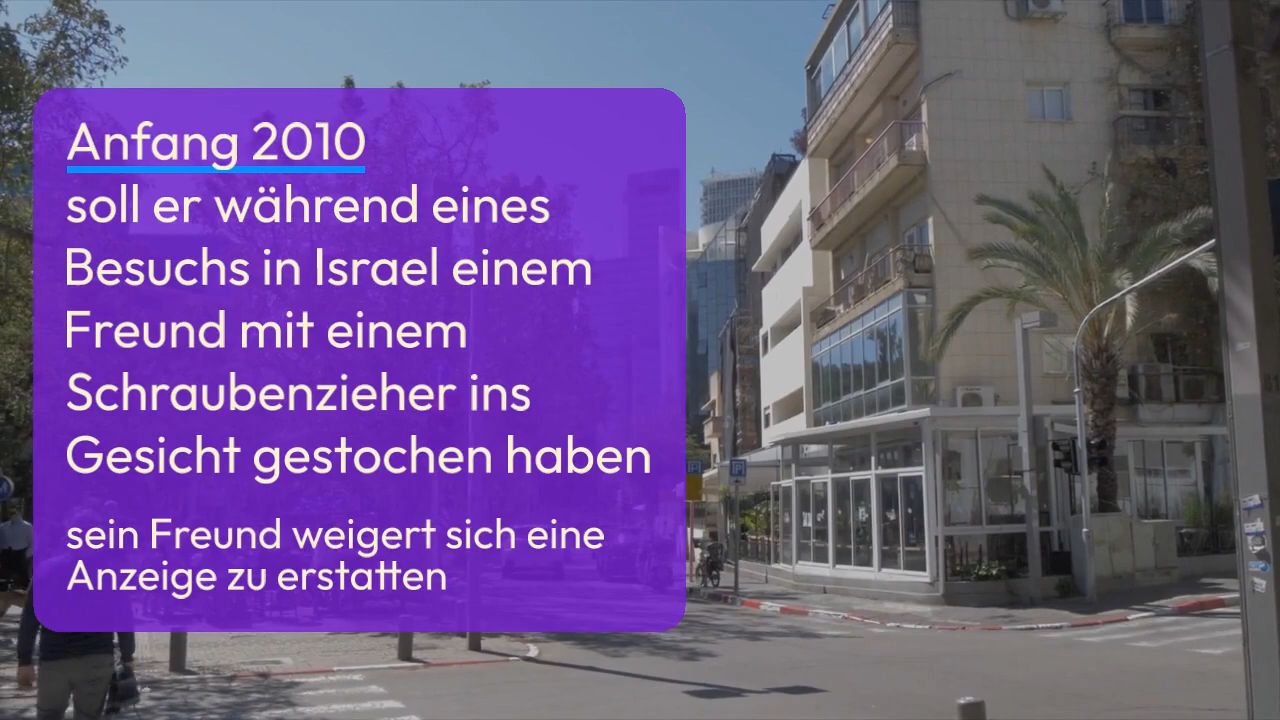 Anfang 2010
soll er während eines
Besuchs in Israel einem
Freund mit einem
Schraubenzieher ins
Gesicht gestochen haben
sein Freund weigert sich eine
Anzeige zu erstatten